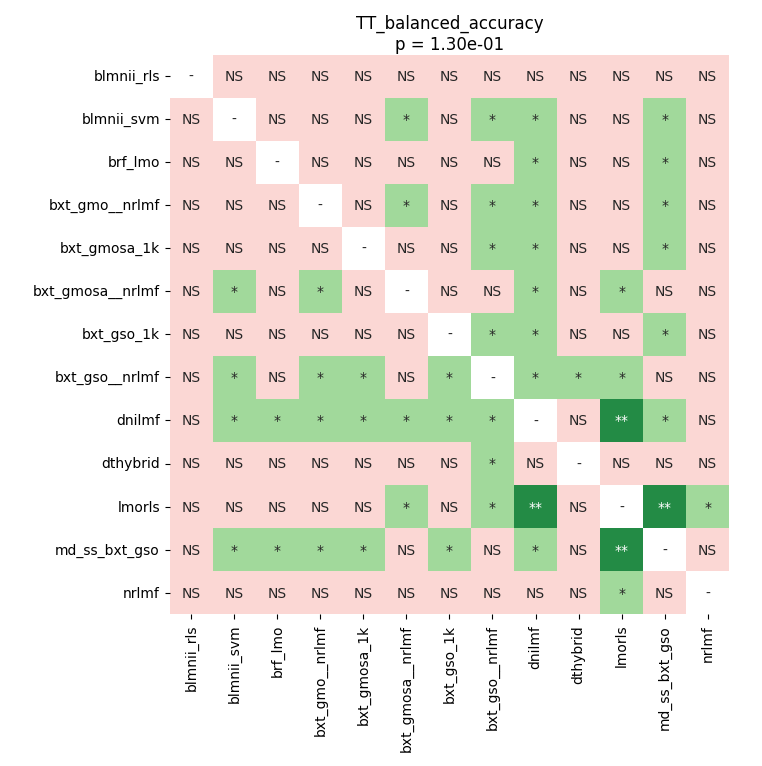 TT_balanced_accuracy
p = 1.30e-01
blmnii_rls - NS NS NS NS NS NS NS NS NS NS NS NS
blmnii_svm NS - NS NS NS * NS * * NS NS * NS
brf_lmo NS NS - NS NS NS NS NS * NS NS * NS
bxt_gmo__nrlmf NS NS NS - NS * NS * * NS NS * NS
bxt_gmosa_1k NS NS NS NS - NS NS * * NS NS * NS
bxt_gmosa__nrlmf NS * NS * NS - NS NS * NS * NS NS
bxt_gso_1k NS NS NS NS NS NS - * * NS NS * NS
bxt_gso__nrlmf NS * NS * * NS * - * * * NS NS
dnilmf NS * * * * * * * - NS ** * NS
dthybrid NS NS NS NS NS NS NS * NS - NS NS NS
lmorls NS NS NS NS NS * NS * ** NS - ** *
md_ss_bxt_gso NS * * * * NS * NS * NS ** - NS
nrlmf NS NS NS NS NS NS NS NS NS NS * NS -
blmnii_rls
blmnii_svm
brf_lmo
bxt_gmo__nrlmf
bxt_gmosa_1k
bxt_gmosa__nrlmf
bxt_gso_1k
bxt_gso__nrlmf
dnilmf
dthybrid
lmorls
md_ss_bxt_gso
nrlmf